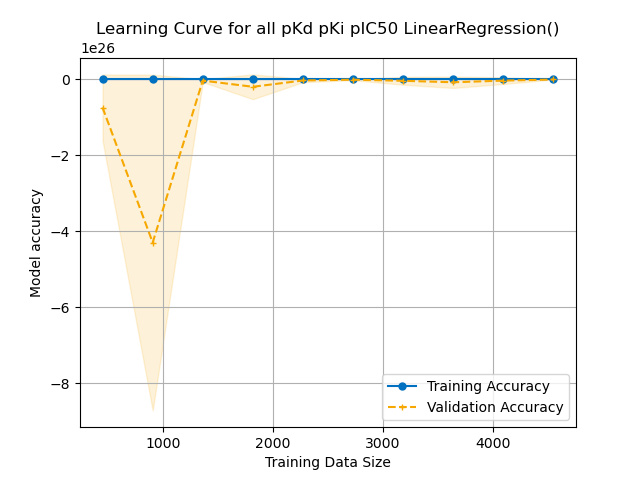 Learning Curve for all pKd pKi pIC50 LinearRegression()
1e26
0
−2
−4
−6
−8
Model accuracy
1000
2000
3000
4000
Training Data Size
Training Accuracy
Validation Accuracy